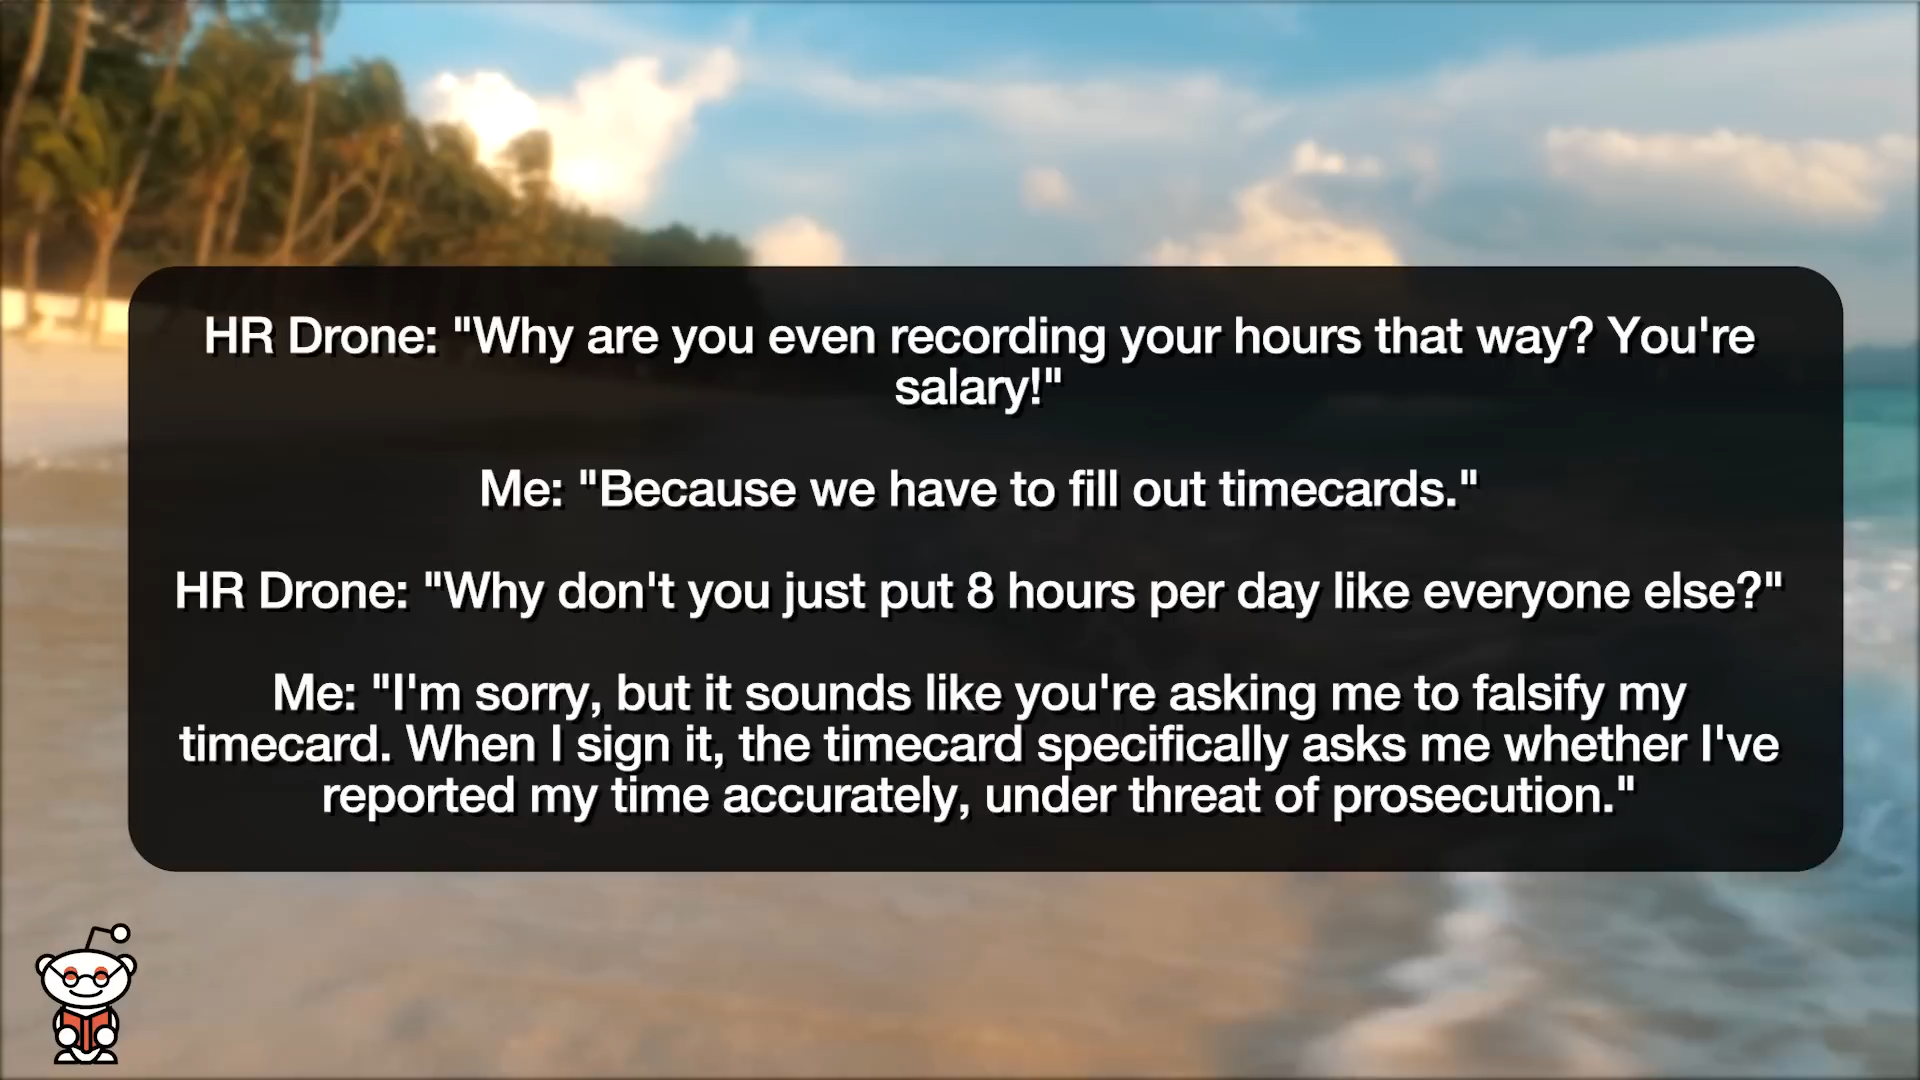 HR Drone: "Why are you even recording your hours that way? You're
salary!"
Me: "Because we have to fill out timecards."
HR Drone: "Why don't you just put 8 hours per day like everyone else?"
Me: "I'm sorry, but it sounds like you're asking me to falsify my
timecard. When I sign it, the timecard specifically asks me whether I've
reported my time accurately, under threat of prosecution."